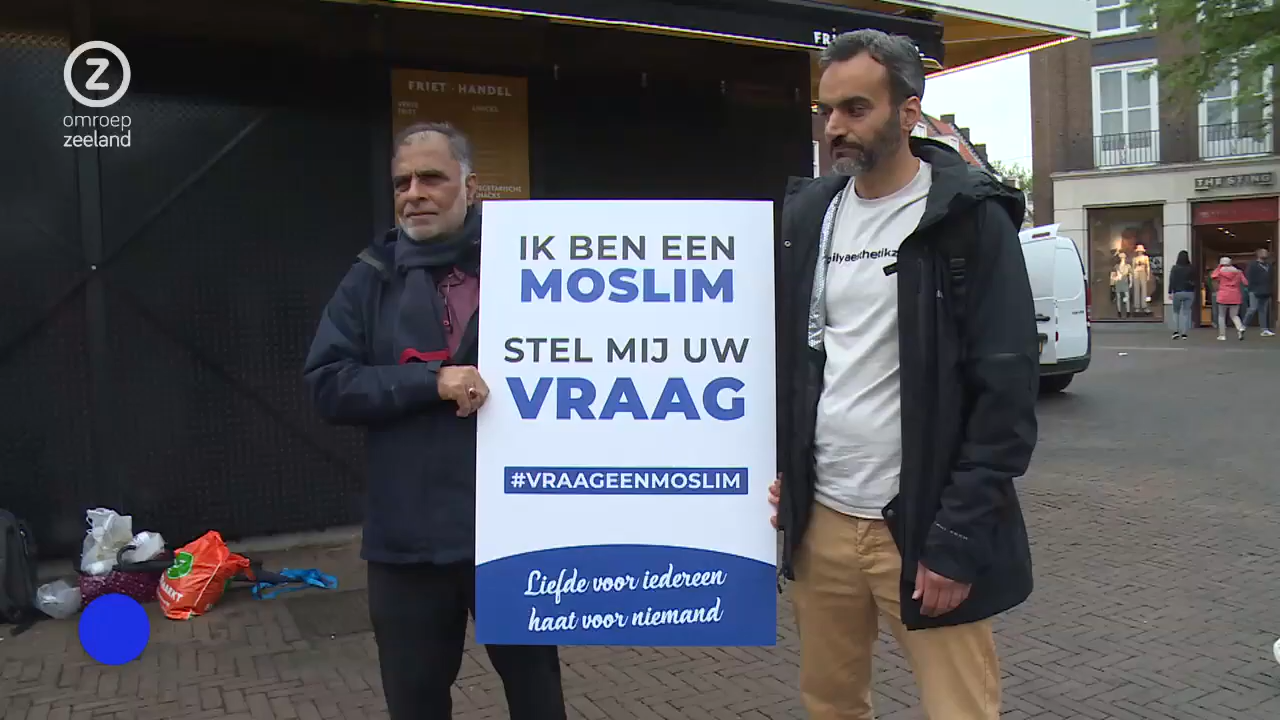 omroep
zeeland
FRIET · HANDEL
SNACKS
IK BEN EEN
MOSLIM
STEL MIJ UW
VRAAG
#VRAAGEENMOSLIM
Liefde voor iedereen
haat voor niemand
THE STING